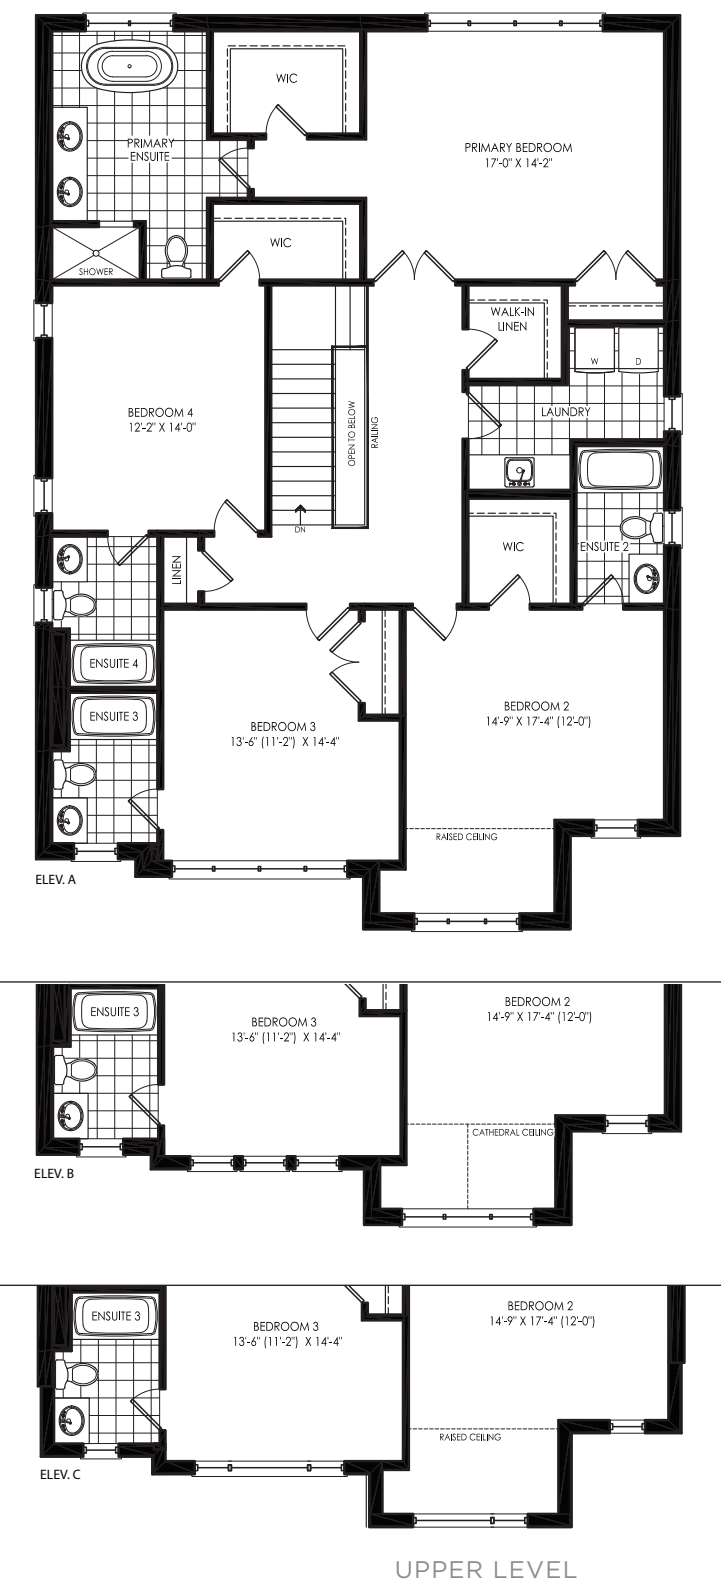 WIC
PRIMARY
ENSUITE
PRIMARY BEDROOM
17'-0" X 14'-2"
WIC
SHOWER
WALK-IN
LINEN
W
D
BEDROOM 4
12'-2" X 14'-0"
OPEN TO BELOW
RAILING
LAUNDRY
DN
WIC
ENSUITE 2
LINEN
ENSUITE 4
ENSUITE 3
BEDROOM 3
13'-6" (11'-2") X 14'-4"
BEDROOM 2
14'-9" X 17'-4" (12'-0")
RAISED CEILING
ELEV. A
ENSUITE 3
BEDROOM 3
13'-6" (11'-2") X 14'-4"
BEDROOM 2
14'-9" X 17'-4" (12'-0")
CATHEDRAL CEILING
ELEV. B
ENSUITE 3
BEDROOM 3
13'-6" (11'-2") X 14'-4"
BEDROOM 2
14'-9" X 17'-4" (12'-0")
RAISED CEILING
ELEV. C
UPPER LEVEL